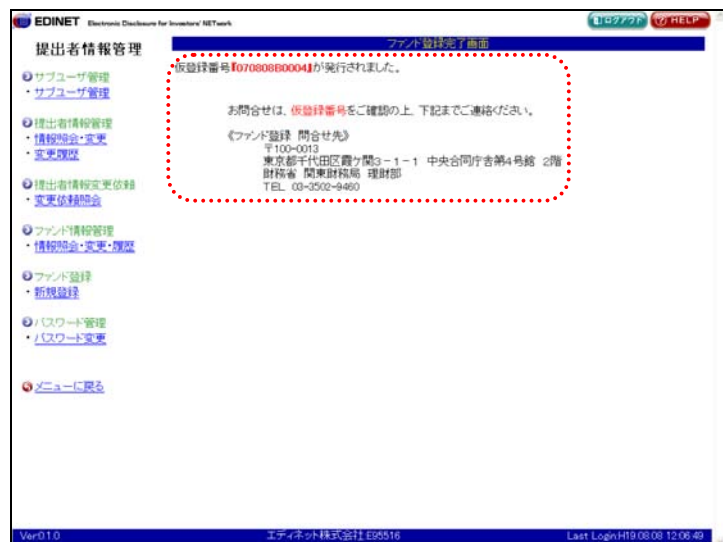 EDINET Electronic Disclosure for Investors' NETwork
ログアウト
HELP
提出者情報管理
ファンド登録完了画面
仮登録番号『070808B0004』が発行されました。
お問合せは、仮登録番号をご確認の上、下記までご連絡ください。
《ファンド登録 問合せ先》
〒100-0013
東京都千代田区霞ケ関3-1-1 中央合同庁舎第4号館 2階
財務省 関東財務局 理財部
TEL 03-3502-9460
サブユーザ管理
・サブユーザ管理
提出者情報管理
・情報照会・変更
・変更履歴
提出者情報変更依頼
・変更依頼照会
ファンド情報管理
・情報照会・変更・履歴
ファンド登録
・新規登録
パスワード管理
・パスワード変更
メニューに戻る
Ver01.0
エディネット株式会社 E95516
Last Login:H19.08.08 12:06:49